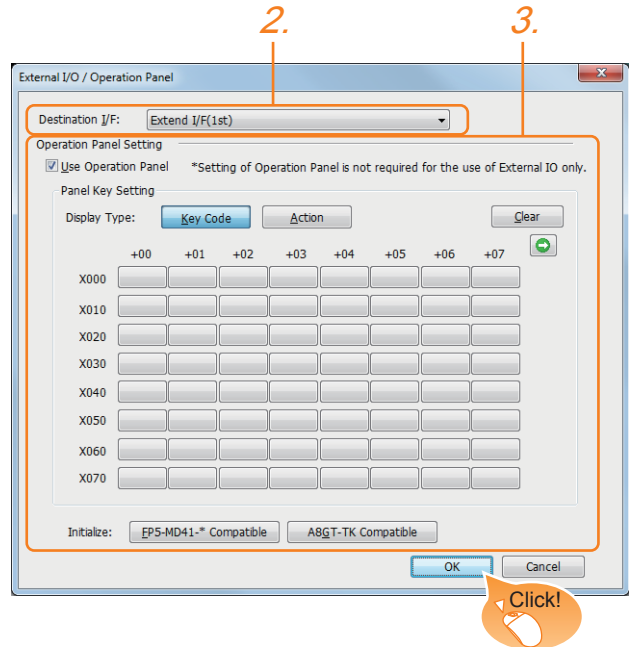 2.
3.
External I/O / Operation Panel
Destination I/F: Extend I/F(1st)
Operation Panel Setting
Use Operation Panel *Setting of Operation Panel is not required for the use of External IO only.
Panel Key Setting
Display Type: Key Code Action Clear
+00 +01 +02 +03 +04 +05 +06 +07
X000
X010
X020
X030
X040
X050
X060
X070
Initialize: FP5-MD41-* Compatible A8GT-TK Compatible
OK Cancel
Click!